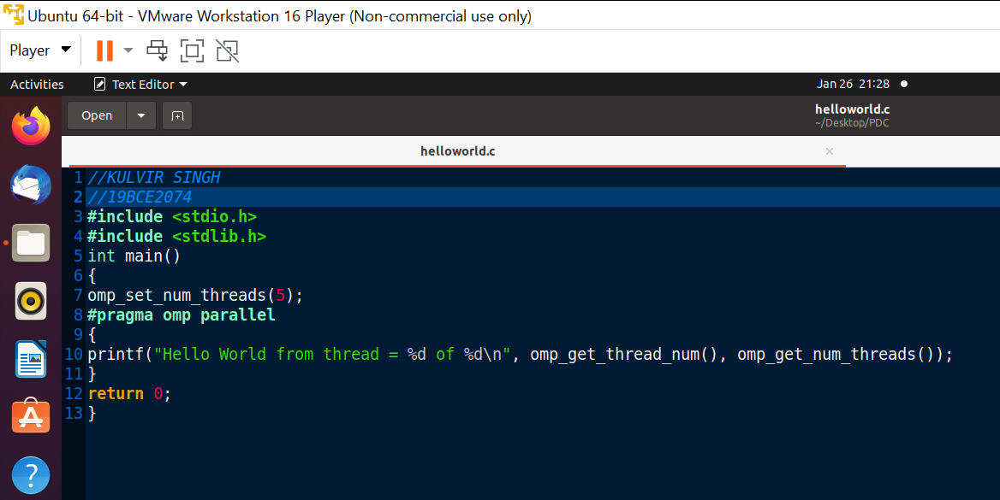 Ubuntu 64-bit - VMware Workstation 16 Player (Non-commercial use only)
Player
Activities Text Editor Jan 26 21:28
Open helloworld.c
~/Desktop/PDC
helloworld.c ×
1 //KULVIR SINGH
2 //19BCE2074
3 #include <stdio.h>
4 #include <stdlib.h>
5 int main()
6 {
7 omp_set_num_threads(5);
8 #pragma omp parallel
9 {
10 printf("Hello World from thread = %d of %d\n", omp_get_thread_num(), omp_get_num_threads());
11 }
12 return 0;
13 }